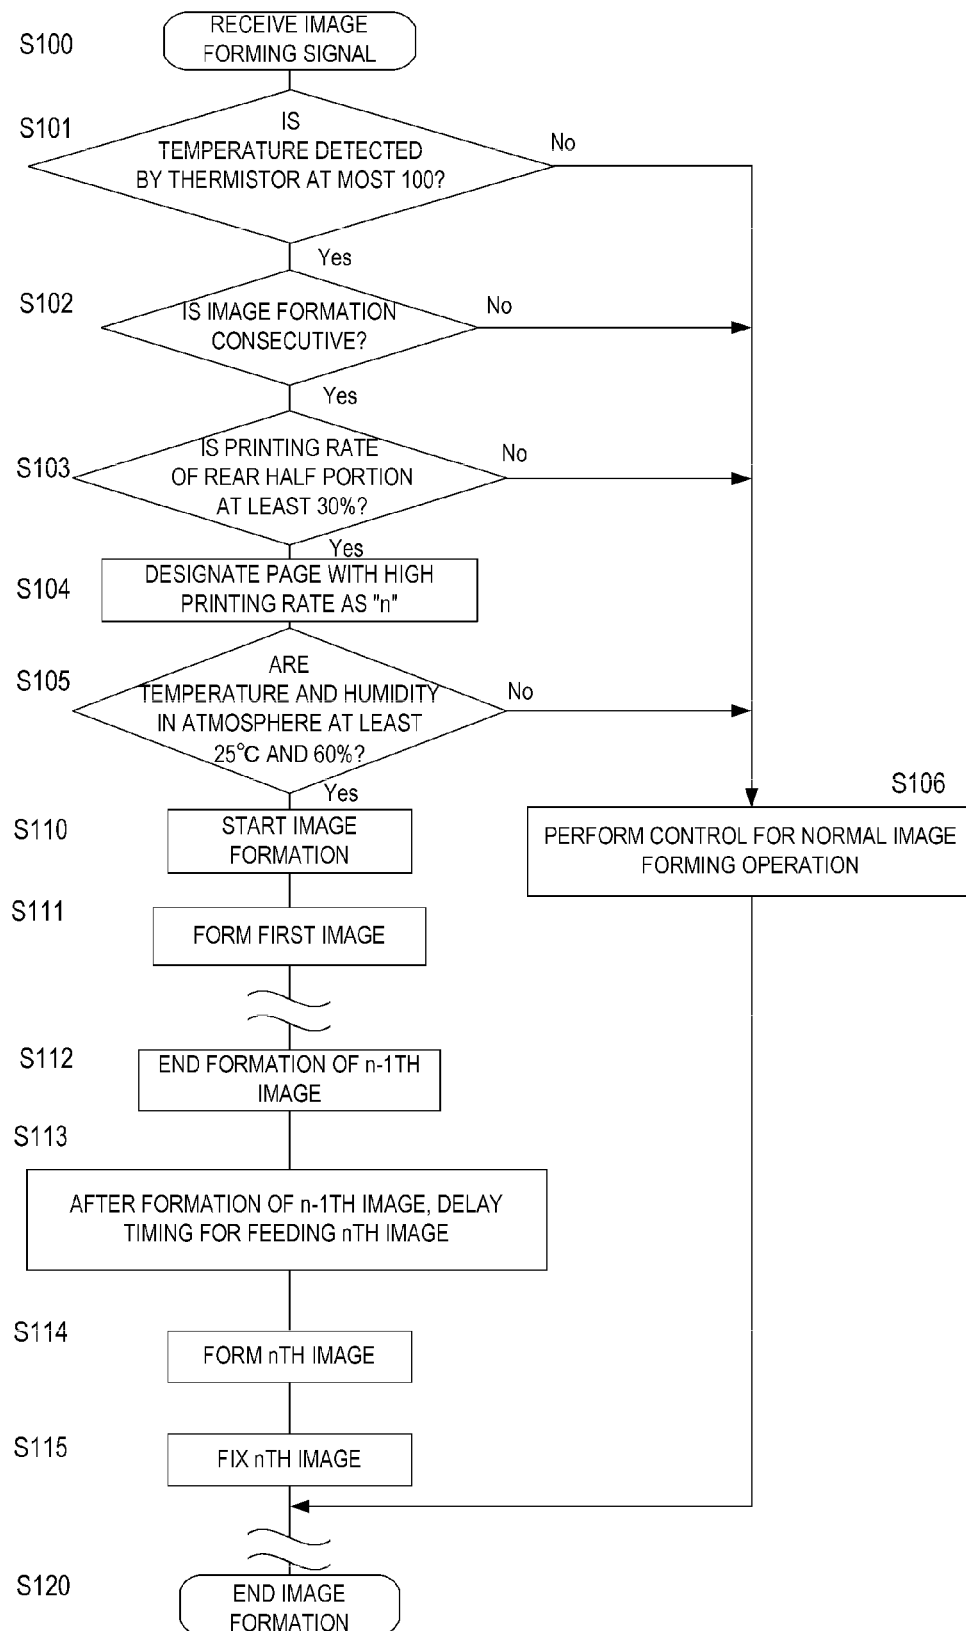 S100
RECEIVE IMAGE
FORMING SIGNAL
S101
IS
TEMPERATURE DETECTED
BY THERMISTOR AT MOST 100?
No
Yes
S102
IS IMAGE FORMATION
CONSECUTIVE?
No
Yes
S103
IS PRINTING RATE
OF REAR HALF PORTION
AT LEAST 30%?
No
Yes
S104
DESIGNATE PAGE WITH HIGH
PRINTING RATE AS "n"
S105
ARE
TEMPERATURE AND HUMIDITY
IN ATMOSPHERE AT LEAST
25°C AND 60%?
No
Yes
S106
PERFORM CONTROL FOR NORMAL IMAGE
FORMING OPERATION
S110
START IMAGE
FORMATION
S111
FORM FIRST IMAGE
S112
END FORMATION OF n-1TH
IMAGE
S113
AFTER FORMATION OF n-1TH IMAGE, DELAY
TIMING FOR FEEDING nTH IMAGE
S114
FORM nTH IMAGE
S115
FIX nTH IMAGE
S120
END IMAGE
FORMATION